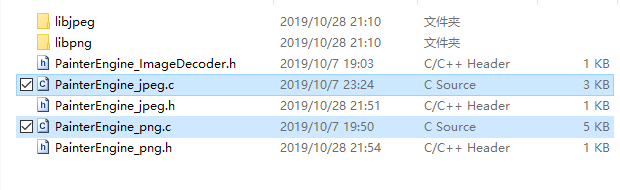 libjpeg 2019/10/28 21:10 文件夹
libpng 2019/10/28 21:10 文件夹
PainterEngine_ImageDecoder.h 2019/10/7 19:03 C/C++ Header 1 KB
PainterEngine_jpeg.c 2019/10/7 23:24 C Source 3 KB
PainterEngine_jpeg.h 2019/10/28 21:51 C/C++ Header 1 KB
PainterEngine_png.c 2019/10/7 19:50 C Source 5 KB
PainterEngine_png.h 2019/10/28 21:54 C/C++ Header 1 KB